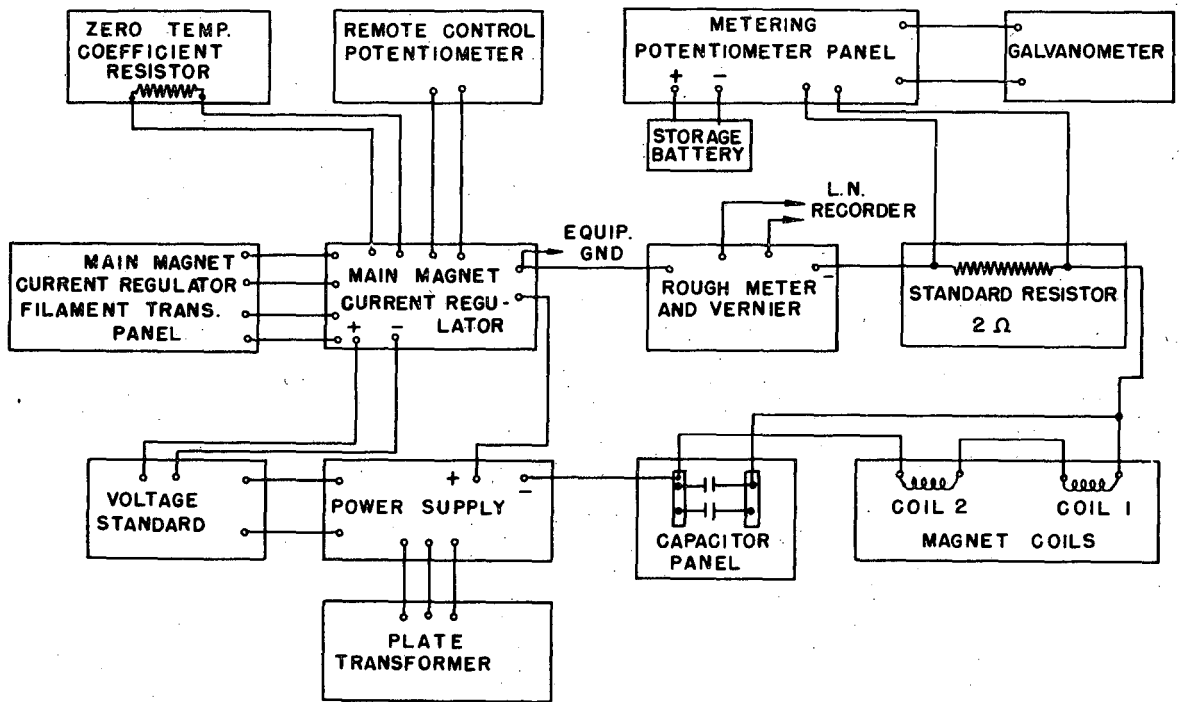 ZERO TEMP.
COEFFICIENT
RESISTOR
REMOTE CONTROL
POTENTIOMETER
METERING
POTENTIOMETER PANEL
+ -
GALVANOMETER
STORAGE
BATTERY
L.N.
RECORDER
EQUIP.
GND
MAIN MAGNET
CURRENT REGULATOR
FILAMENT TRANS.
PANEL
MAIN MAGNET
CURRENT REGU-
LATOR
+ -
ROUGH METER
AND VERNIER
-
STANDARD RESISTOR
2 Ω
VOLTAGE
STANDARD
+ -
POWER SUPPLY
CAPACITOR
PANEL
COIL 2 COIL 1
MAGNET COILS
PLATE
TRANSFORMER